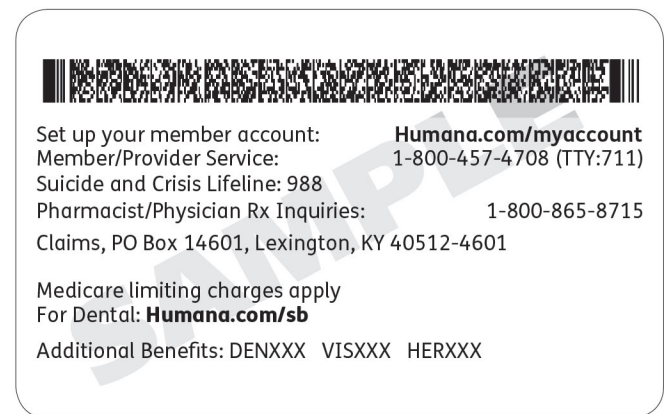 Set up your member account: Humana.com/myaccount
Member/Provider Service: 1-800-457-4708 (TTY:711)
Suicide and Crisis Lifeline: 988
Pharmacist/Physician Rx Inquiries: 1-800-865-8715
Claims, PO Box 14601, Lexington, KY 40512-4601
Medicare limiting charges apply
For Dental: Humana.com/sb
Additional Benefits: DENXXX VISXXX HERXXX
SAMPLE